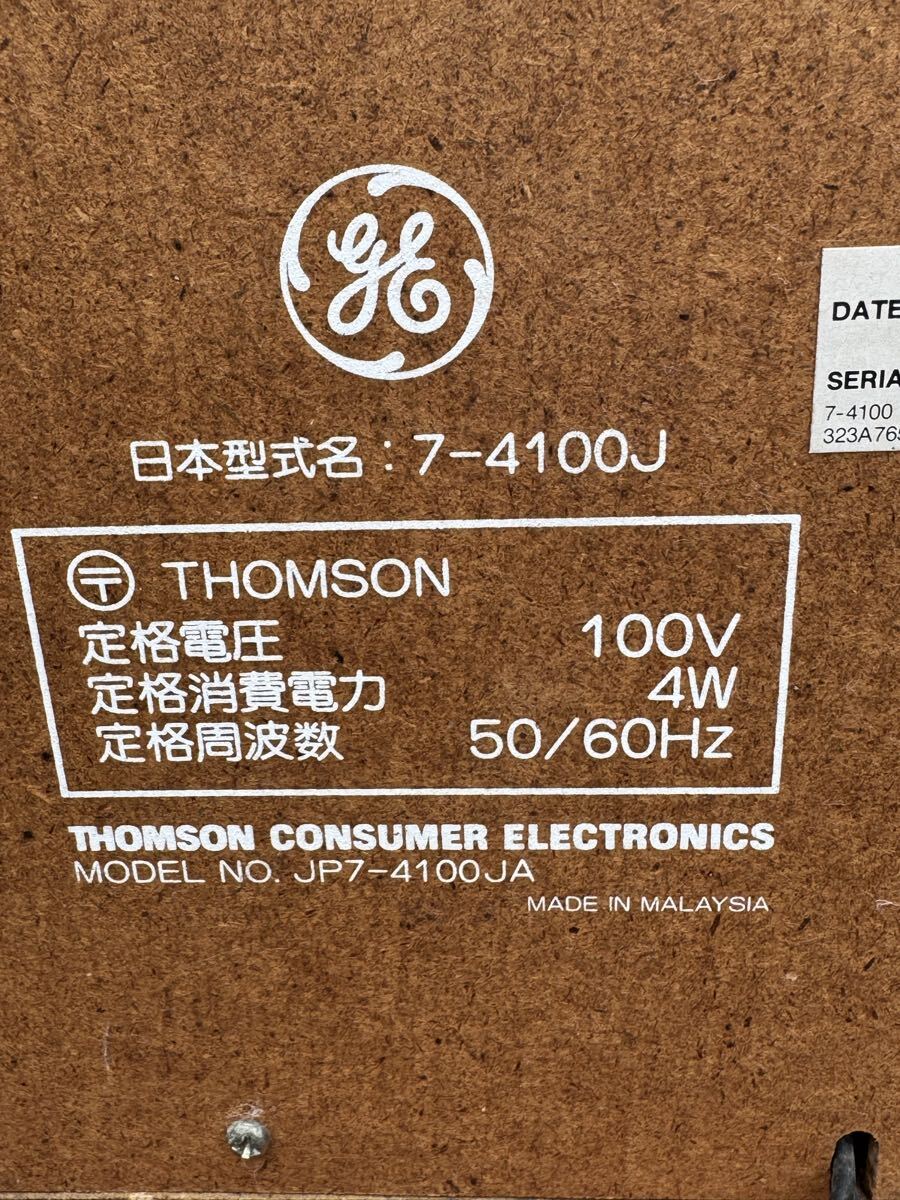 GE
日本型式名：7-4100J
〒 THOMSON
定格電圧 100V
定格消費電力 4W
定格周波数 50/60Hz
THOMSON CONSUMER ELECTRONICS
MODEL NO. JP7-4100JA
MADE IN MALAYSIA
DATE
SERIA
7-4100
323A765